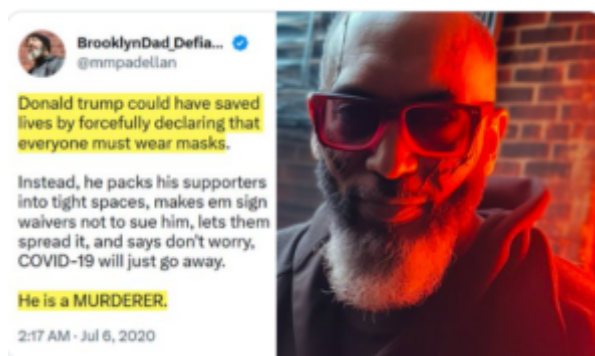 BrooklynDad_Defia...
@mmpadellan
Donald trump could have saved
lives by forcefully declaring that
everyone must wear masks.
Instead, he packs his supporters
into tight spaces, makes em sign
waivers not to sue him, lets them
spread it, and says don't worry,
COVID-19 will just go away.
He is a MURDERER.
2:17 AM · Jul 6, 2020